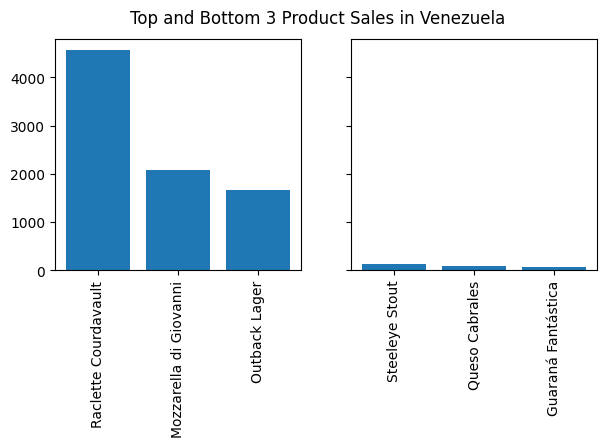 Top and Bottom 3 Product Sales in Venezuela
4000
3000
2000
1000
0
Raclette Courdavault
Mozzarella di Giovanni
Outback Lager
Steeleye Stout
Queso Cabrales
Guaraná Fantástica